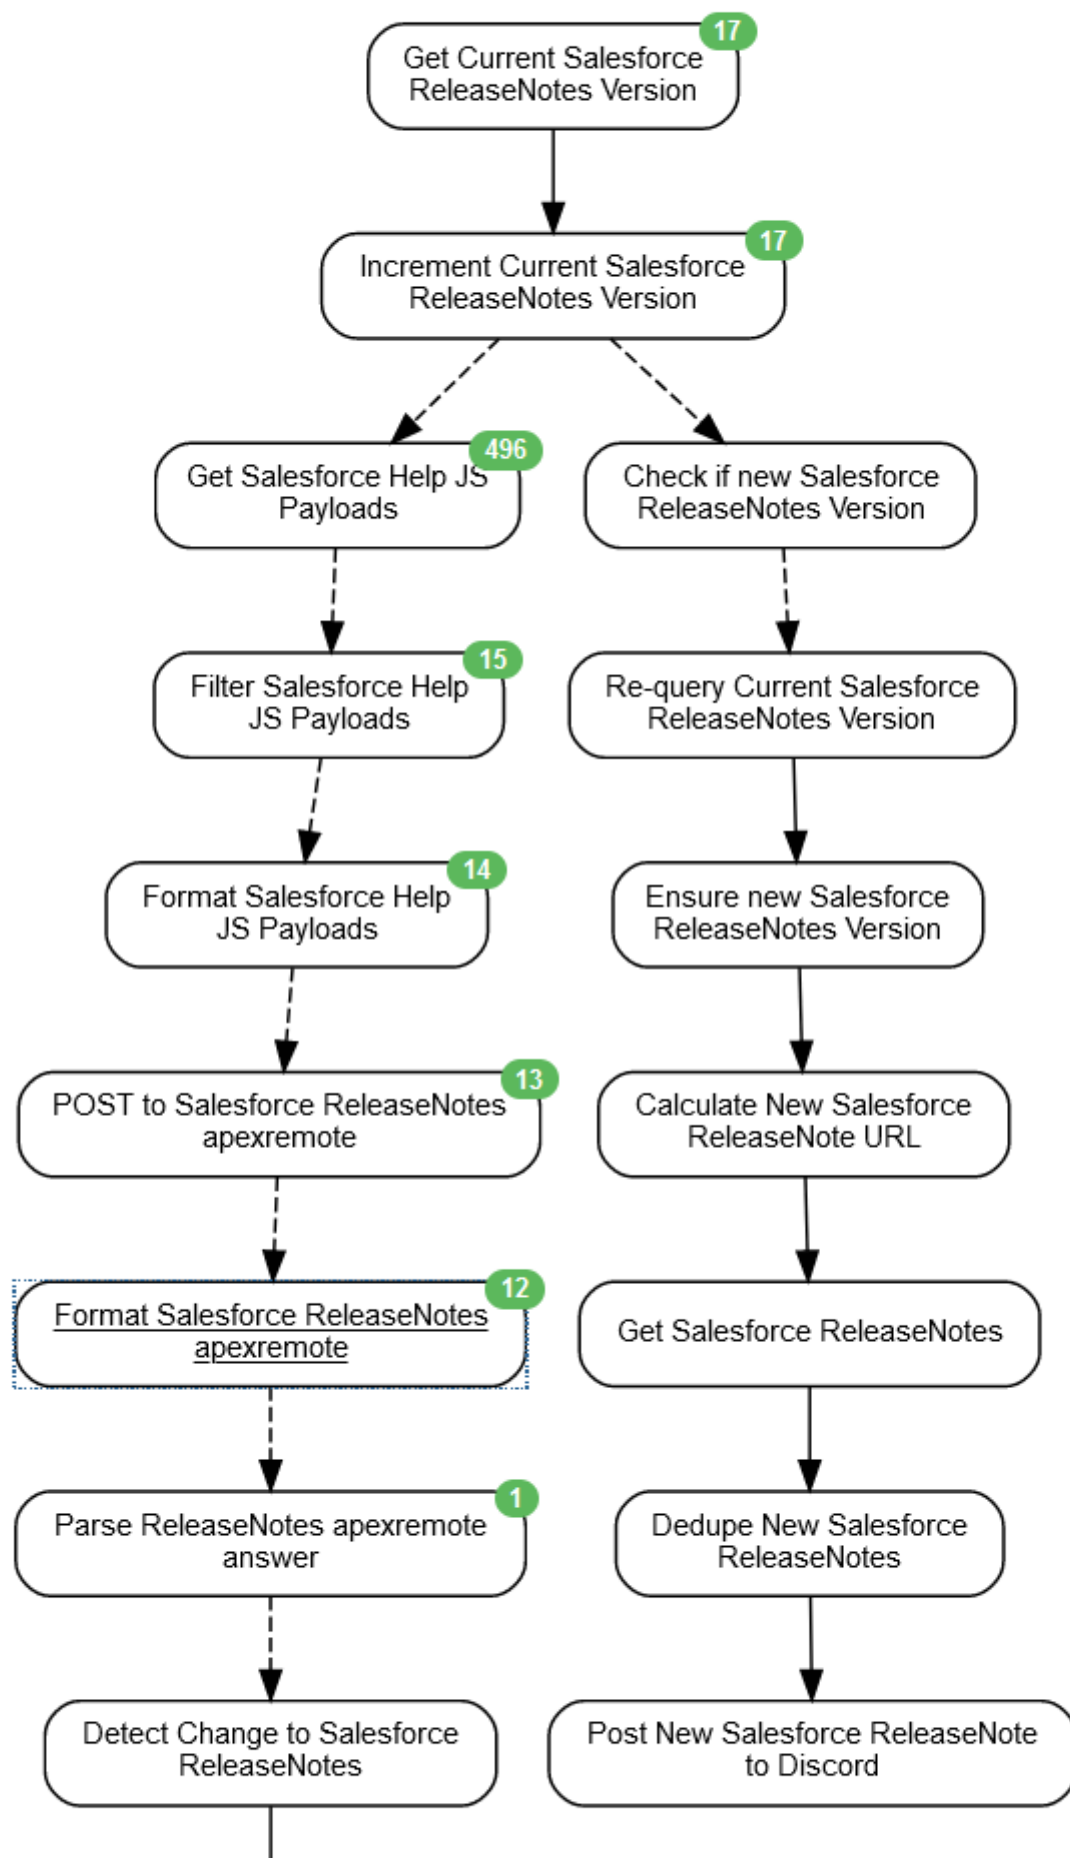 17
Get Current Salesforce
ReleaseNotes Version
17
Increment Current Salesforce
ReleaseNotes Version
496
Get Salesforce Help JS
Payloads
Check if new Salesforce
ReleaseNotes Version
15
Filter Salesforce Help
JS Payloads
Re-query Current Salesforce
ReleaseNotes Version
14
Format Salesforce Help
JS Payloads
Ensure new Salesforce
ReleaseNotes Version
13
POST to Salesforce ReleaseNotes
apexremote
Calculate New Salesforce
ReleaseNote URL
12
Format Salesforce ReleaseNotes
apexremote
Get Salesforce ReleaseNotes
1
Parse ReleaseNotes apexremote
answer
Dedupe New Salesforce
ReleaseNotes
Detect Change to Salesforce
ReleaseNotes
Post New Salesforce ReleaseNote
to Discord